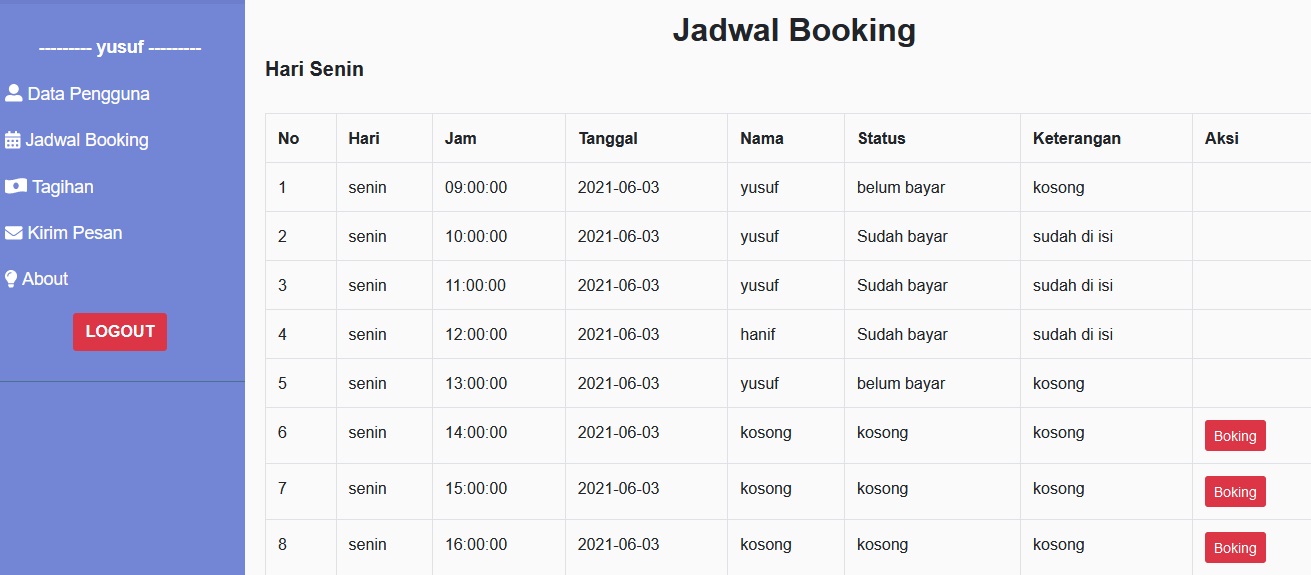 --------- yusuf ---------
Data Pengguna
Jadwal Booking
Tagihan
Kirim Pesan
About
LOGOUT
Jadwal Booking
Hari Senin
No Hari Jam Tanggal Nama Status Keterangan Aksi
1 senin 09:00:00 2021-06-03 yusuf belum bayar kosong
2 senin 10:00:00 2021-06-03 yusuf Sudah bayar sudah di isi
3 senin 11:00:00 2021-06-03 yusuf Sudah bayar sudah di isi
4 senin 12:00:00 2021-06-03 hanif Sudah bayar sudah di isi
5 senin 13:00:00 2021-06-03 yusuf belum bayar kosong
6 senin 14:00:00 2021-06-03 kosong kosong kosong Boking
7 senin 15:00:00 2021-06-03 kosong kosong kosong Boking
8 senin 16:00:00 2021-06-03 kosong kosong kosong Boking